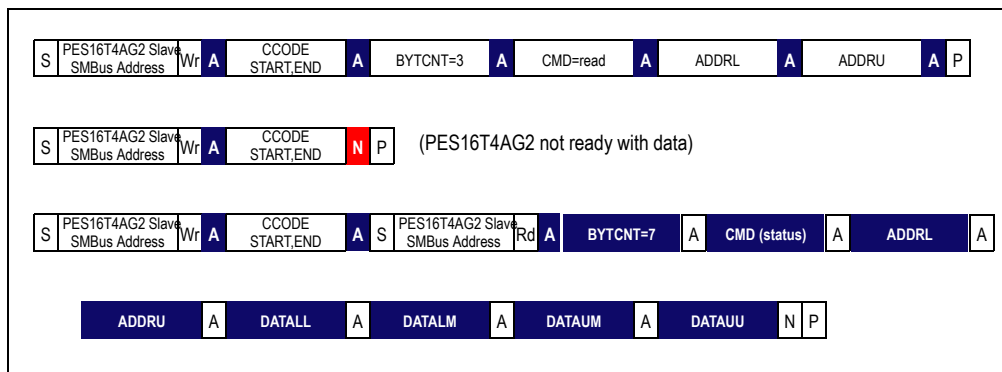 S PES16T4AG2 Slave SMBus Address Wr A CCODE START,END A BYTCNT=3 A CMD=read A ADDRL A ADDRU A P
S PES16T4AG2 Slave SMBus Address Wr A CCODE START,END N P (PES16T4AG2 not ready with data)
S PES16T4AG2 Slave SMBus Address Wr A CCODE START,END A S PES16T4AG2 Slave SMBus Address Rd A BYTCNT=7 A CMD (status) A ADDRL A
ADDRU A DATALL A DATALM A DATAUM A DATAUU N P